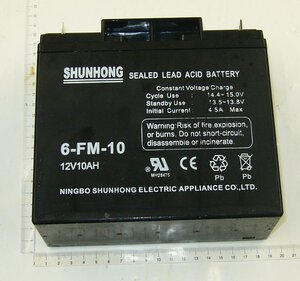 SHUNHONG SEALED LEAD ACID BATTERY
Constant Voltage Charge
Cycle Use : 14.4-15.0V
Standby Use : 13.5-13.8V
Initial Current : 4.5A Max
Warning:Risk of fire,explosion,
or burns. Do not short-circuit,
disassemble or incinerate.
6-FM-10
12V10AH
MH28475
Pb Pb
NINGBO SHUNHONG ELECTRIC APPLIANCE CO.,LTD.